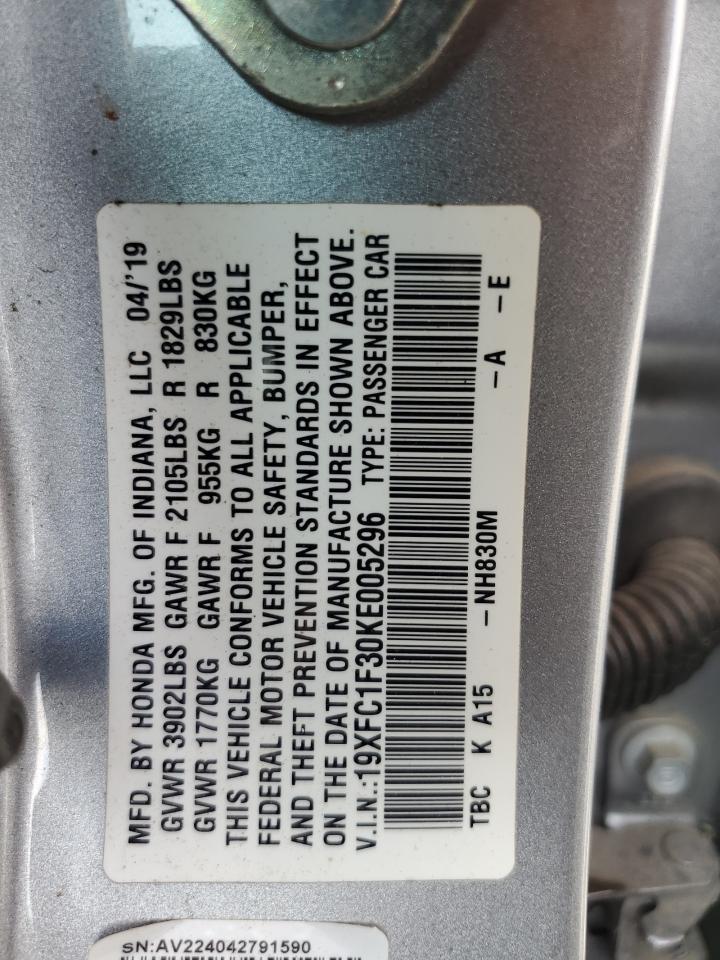 MFD. BY HONDA MFG. OF INDIANA, LLC 04/'19
GVWR 3902LBS GAWR F 2105LBS R 1829LBS
GVWR 1770KG GAWR F 955KG R 830KG
THIS VEHICLE CONFORMS TO ALL APPLICABLE
FEDERAL MOTOR VEHICLE SAFETY, BUMPER,
AND THEFT PREVENTION STANDARDS IN EFFECT
ON THE DATE OF MANUFACTURE SHOWN ABOVE.
V.I.N.:19XFC1F30KE005296 TYPE: PASSENGER CAR
TBC K A15 -NH830M -A -E
SN:AV224042791590